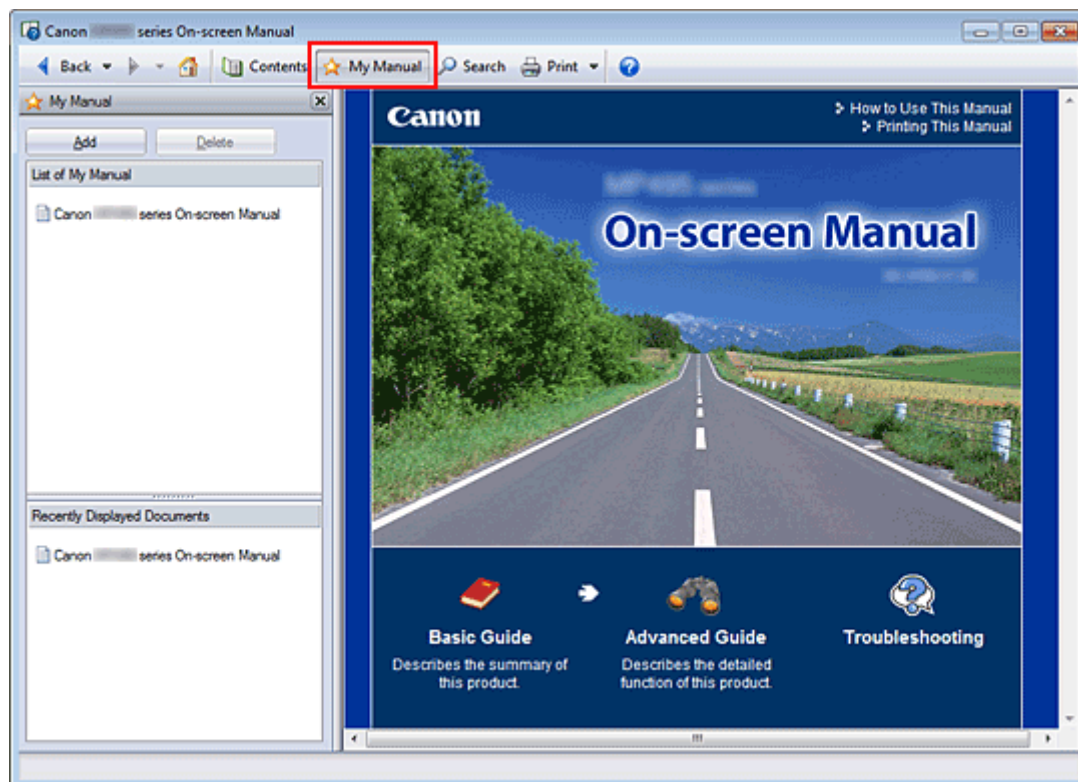 Canon series On-screen Manual
Back Contents My Manual Search Print
My Manual
Add Delete
List of My Manual
Canon series On-screen Manual
Recently Displayed Documents
Canon series On-screen Manual
Canon
How to Use This Manual
Printing This Manual
series
On-screen Manual
Basic Guide
Describes the summary of
this product.
Advanced Guide
Describes the detailed
function of this product.
Troubleshooting